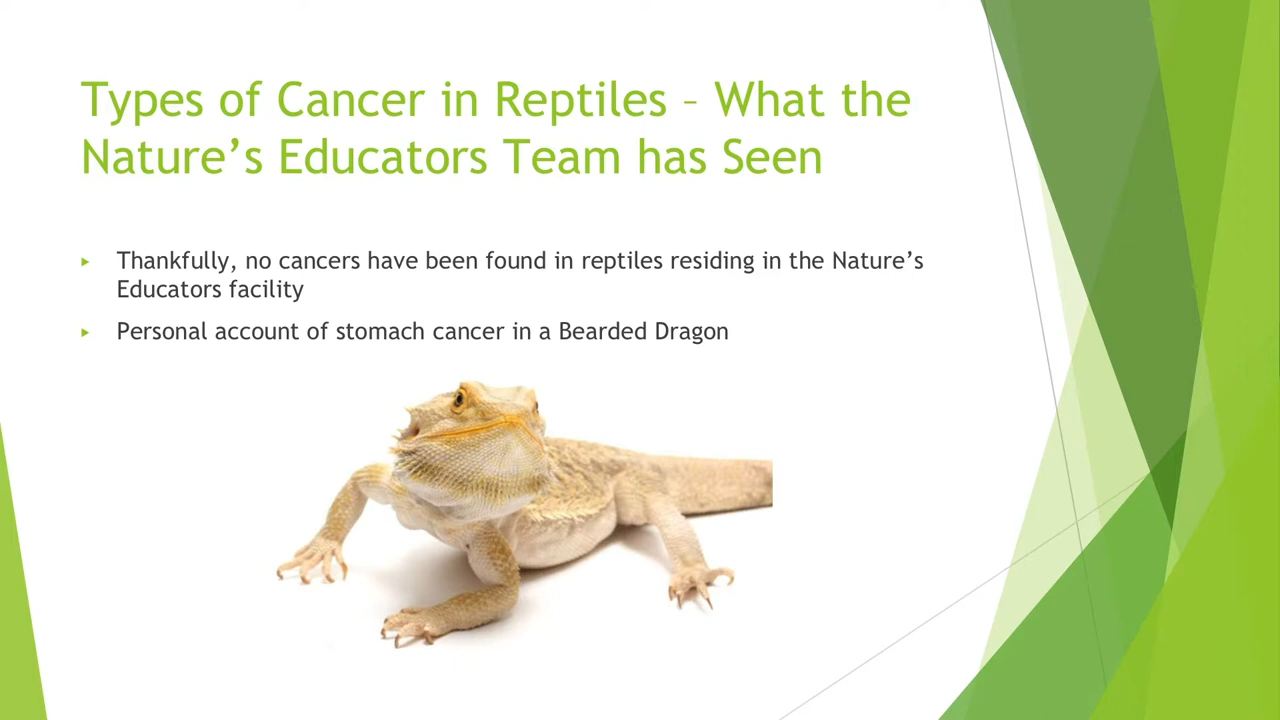 Types of Cancer in Reptiles – What the
Nature’s Educators Team has Seen
Thankfully, no cancers have been found in reptiles residing in the Nature’s
Educators facility
Personal account of stomach cancer in a Bearded Dragon